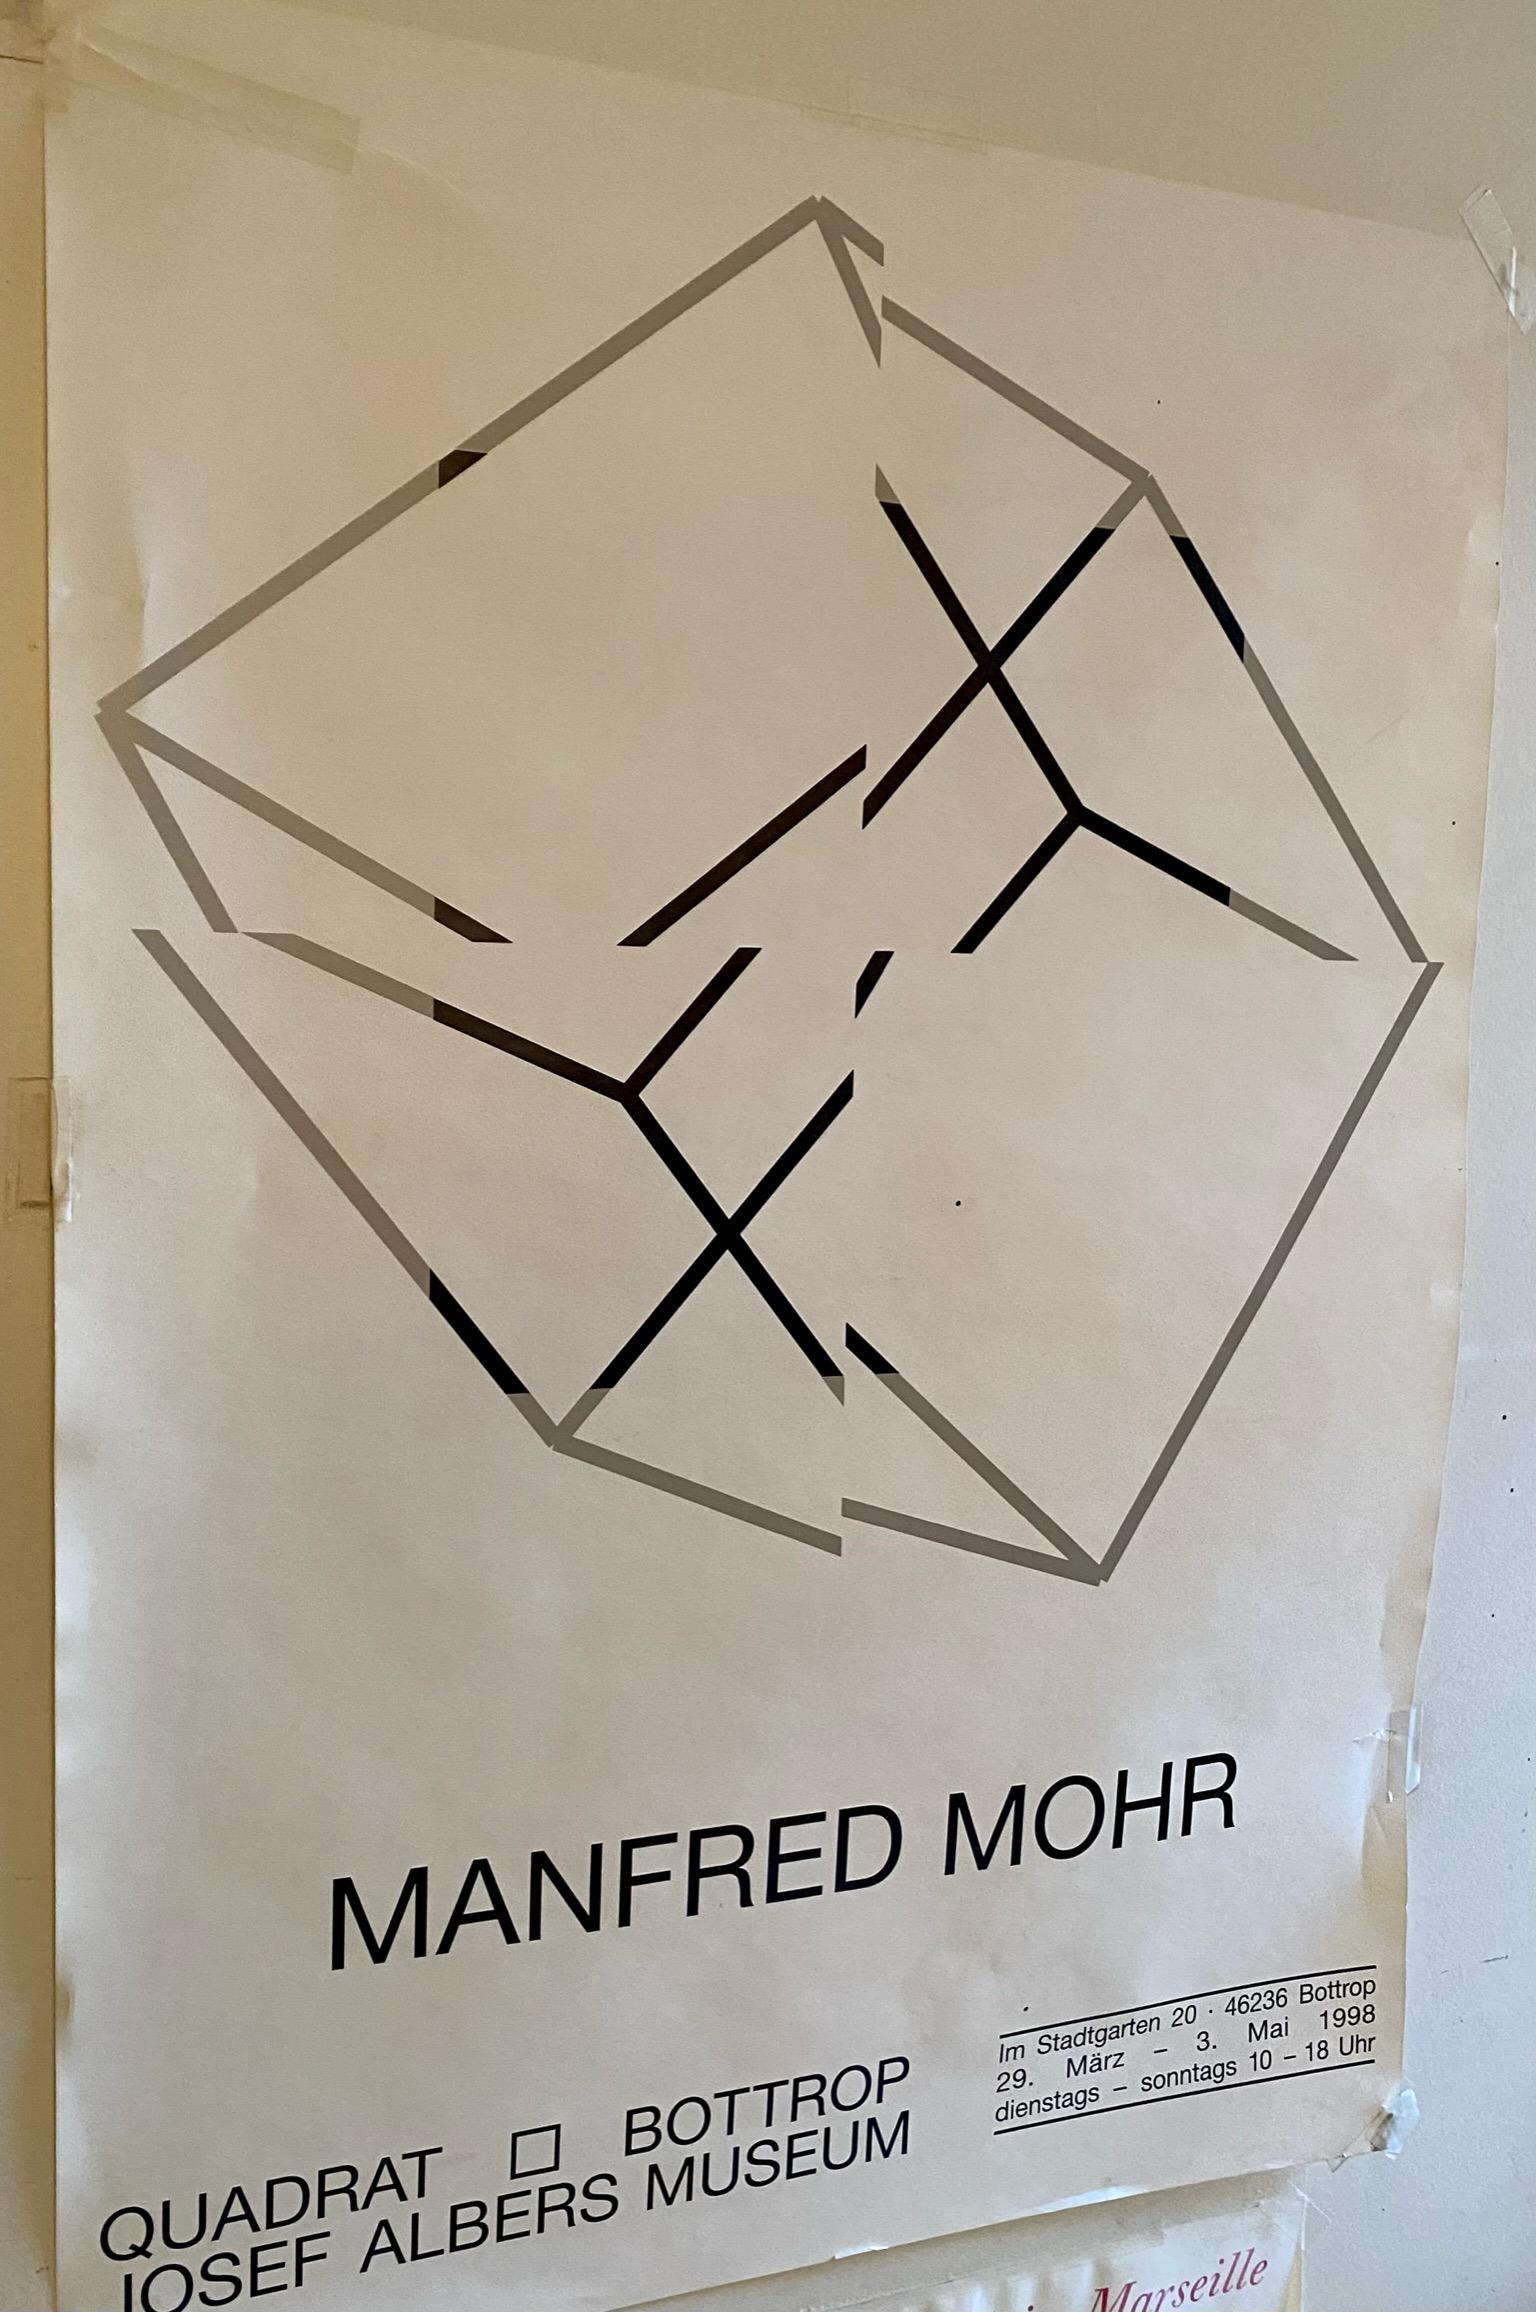 MANFRED MOHR
Im Stadtgarten 20 · 46236 Bottrop
29. März – 3. Mai 1998
dienstags – sonntags 10 – 18 Uhr
QUADRAT □ BOTTROP
JOSEF ALBERS MUSEUM
Marseille